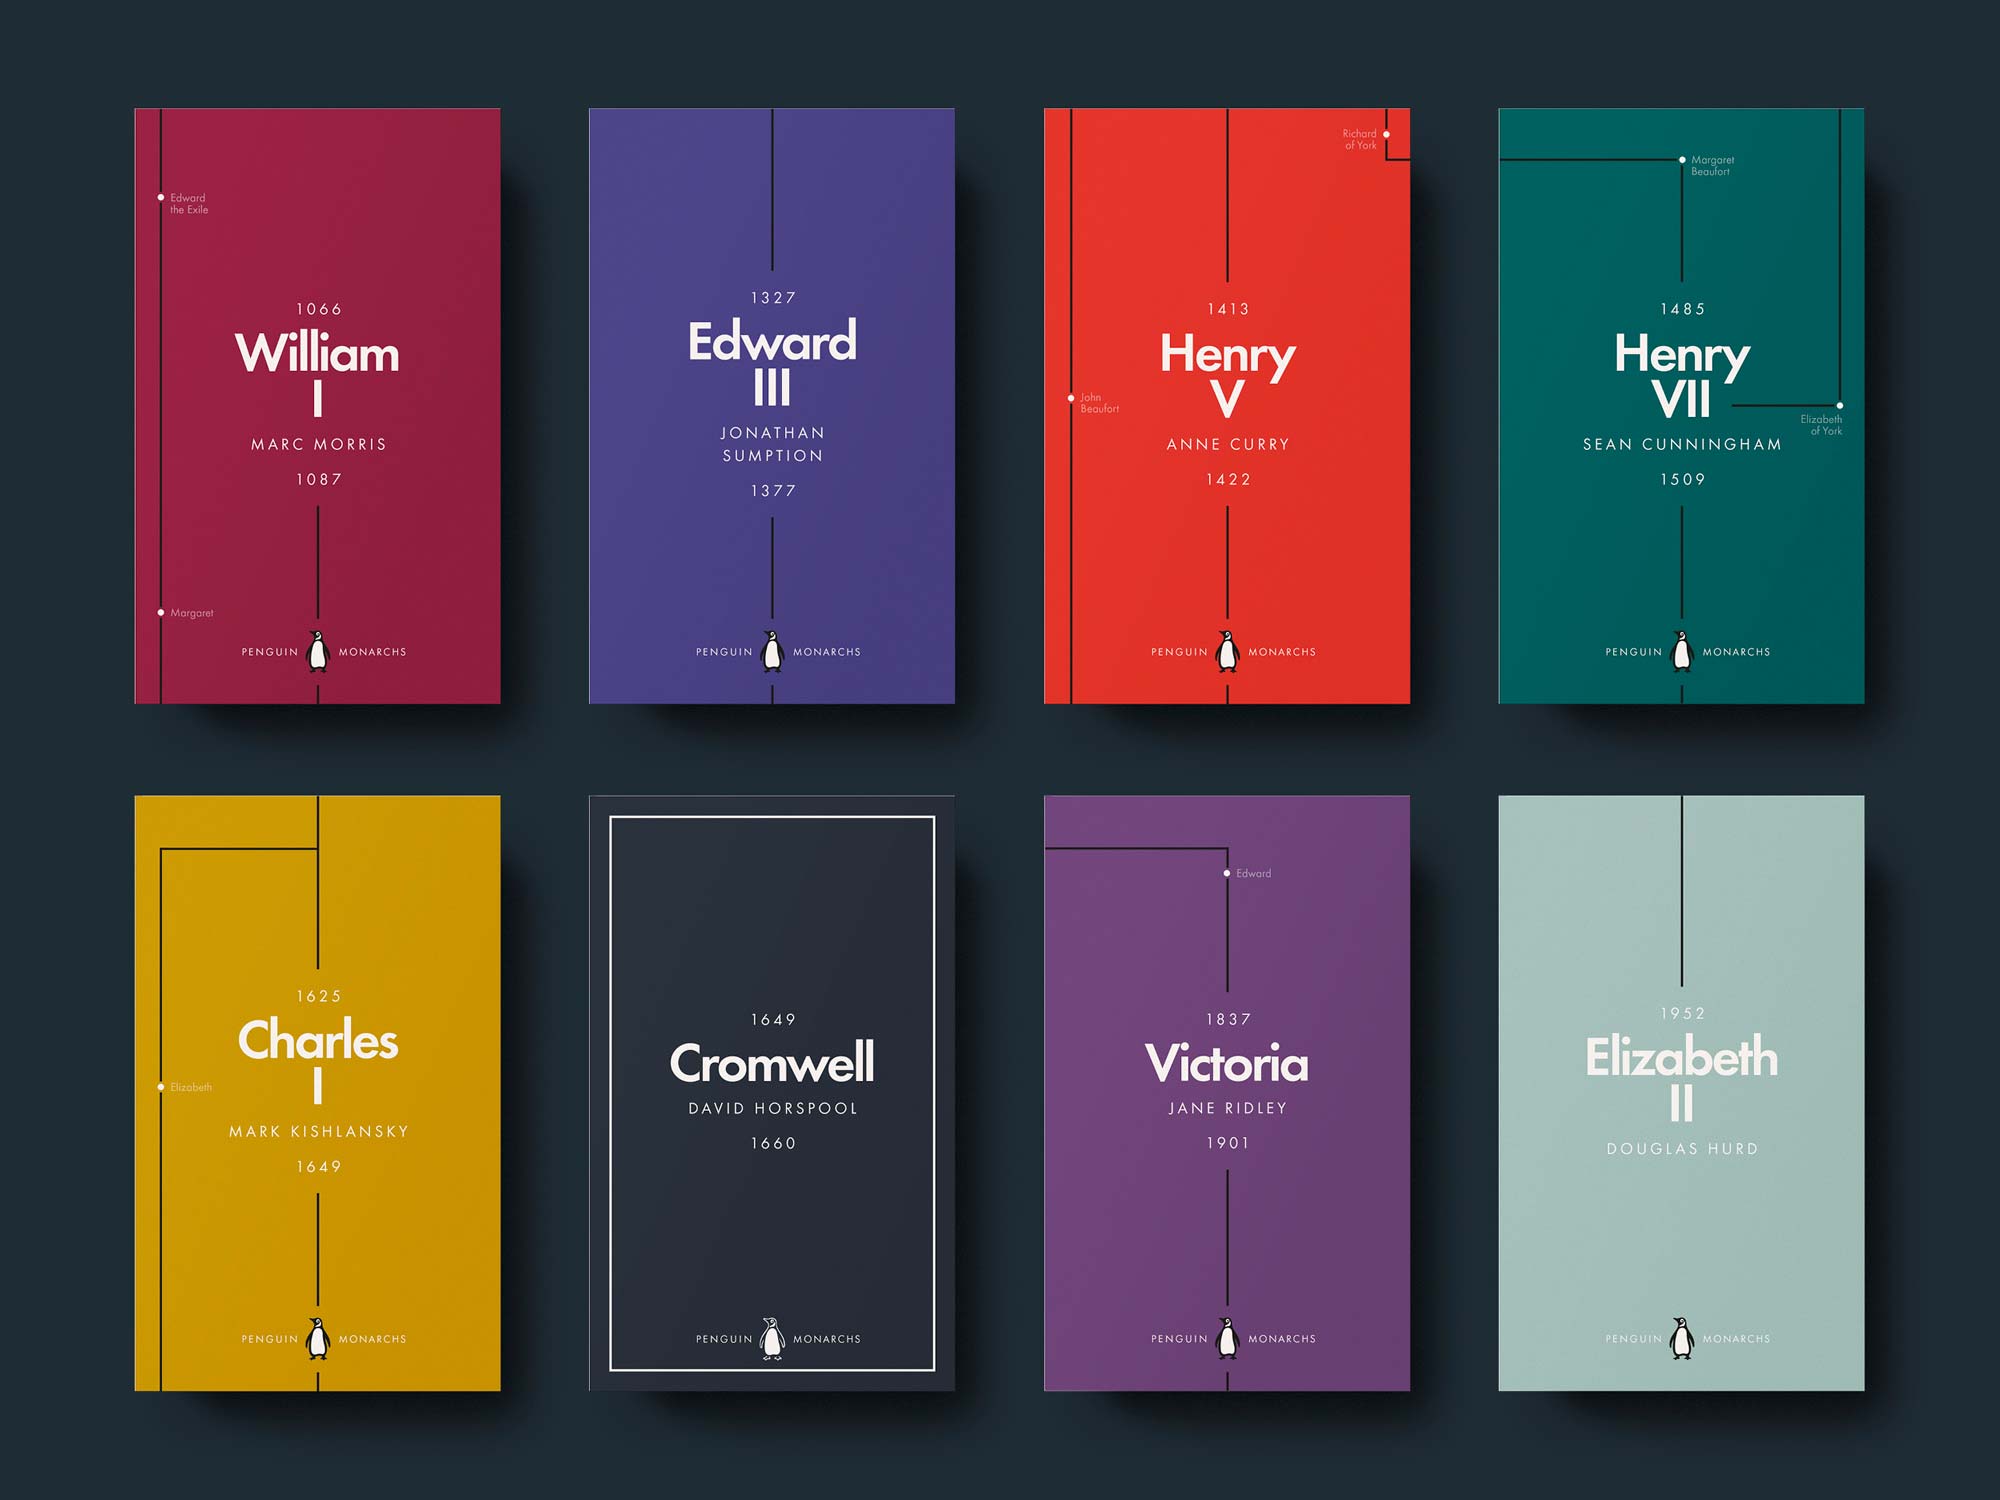 Edward
the Exile
1066
William
I
MARC MORRIS
1087
Margaret
PENGUIN MONARCHS
1327
Edward
III
JONATHAN
SUMPTION
1377
PENGUIN MONARCHS
Richard
of York
1413
Henry
V
John
Beaufort
ANNE CURRY
1422
PENGUIN MONARCHS
Margaret
Beaufort
1485
Henry
VII
Elizabeth
of York
SEAN CUNNINGHAM
1509
PENGUIN MONARCHS
1625
Charles
I
Elizabeth
MARK KISHLANSKY
1649
PENGUIN MONARCHS
1649
Cromwell
DAVID HORSPOOL
1660
PENGUIN MONARCHS
Edward
1837
Victoria
JANE RIDLEY
1901
PENGUIN MONARCHS
1952
Elizabeth
II
DOUGLAS HURD
PENGUIN MONARCHS